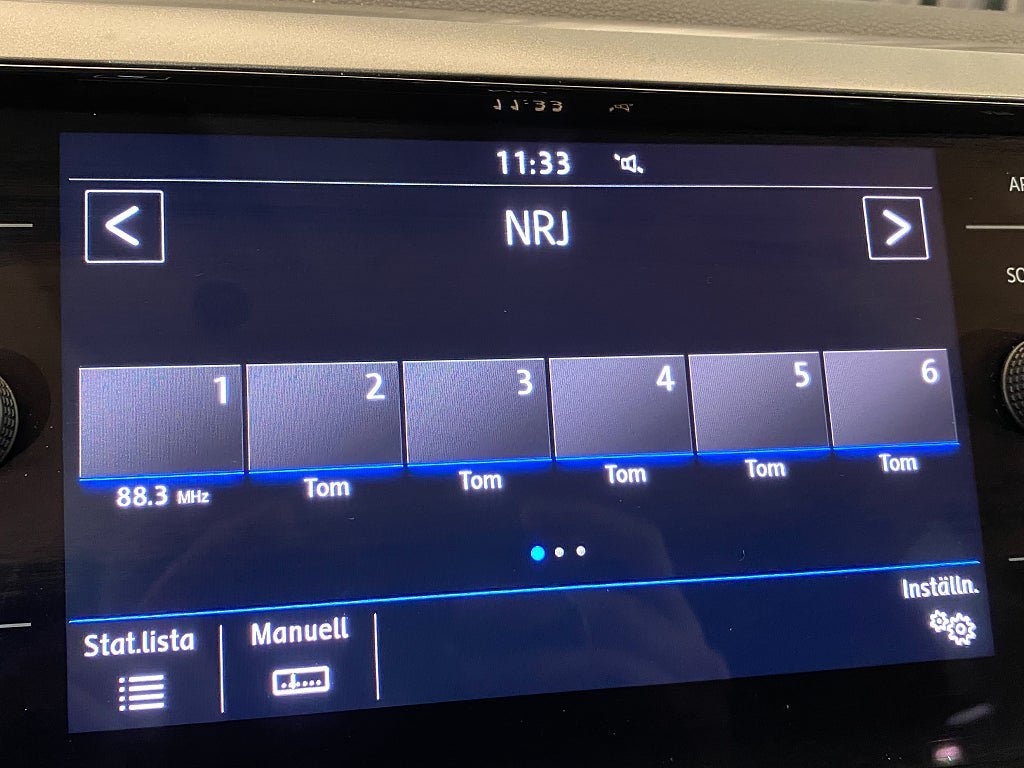 11:33
<
NRJ
>
1 2 3 4 5 6
88.3 MHz Tom Tom Tom Tom Tom
Stat.lista Manuell Inställn.